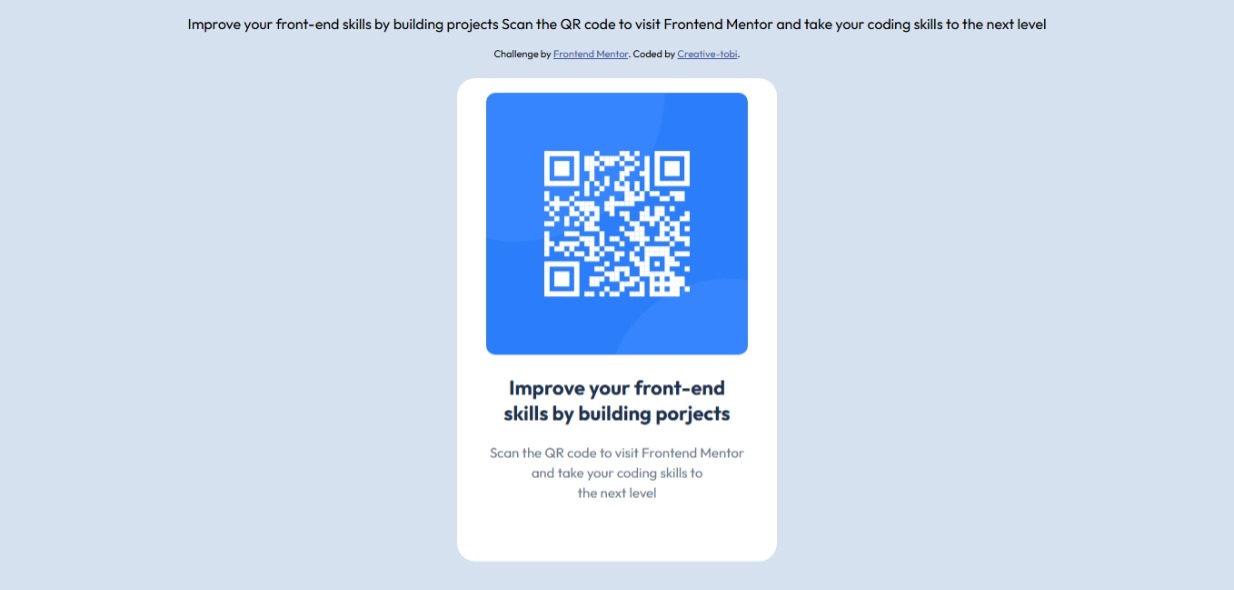 Improve your front-end skills by building projects Scan the QR code to visit Frontend Mentor and take your coding skills to the next level
Challenge by Frontend Mentor. Coded by Creative-tobi.
Improve your front-end
skills by building porjects
Scan the QR code to visit Frontend Mentor
and take your coding skills to
the next level